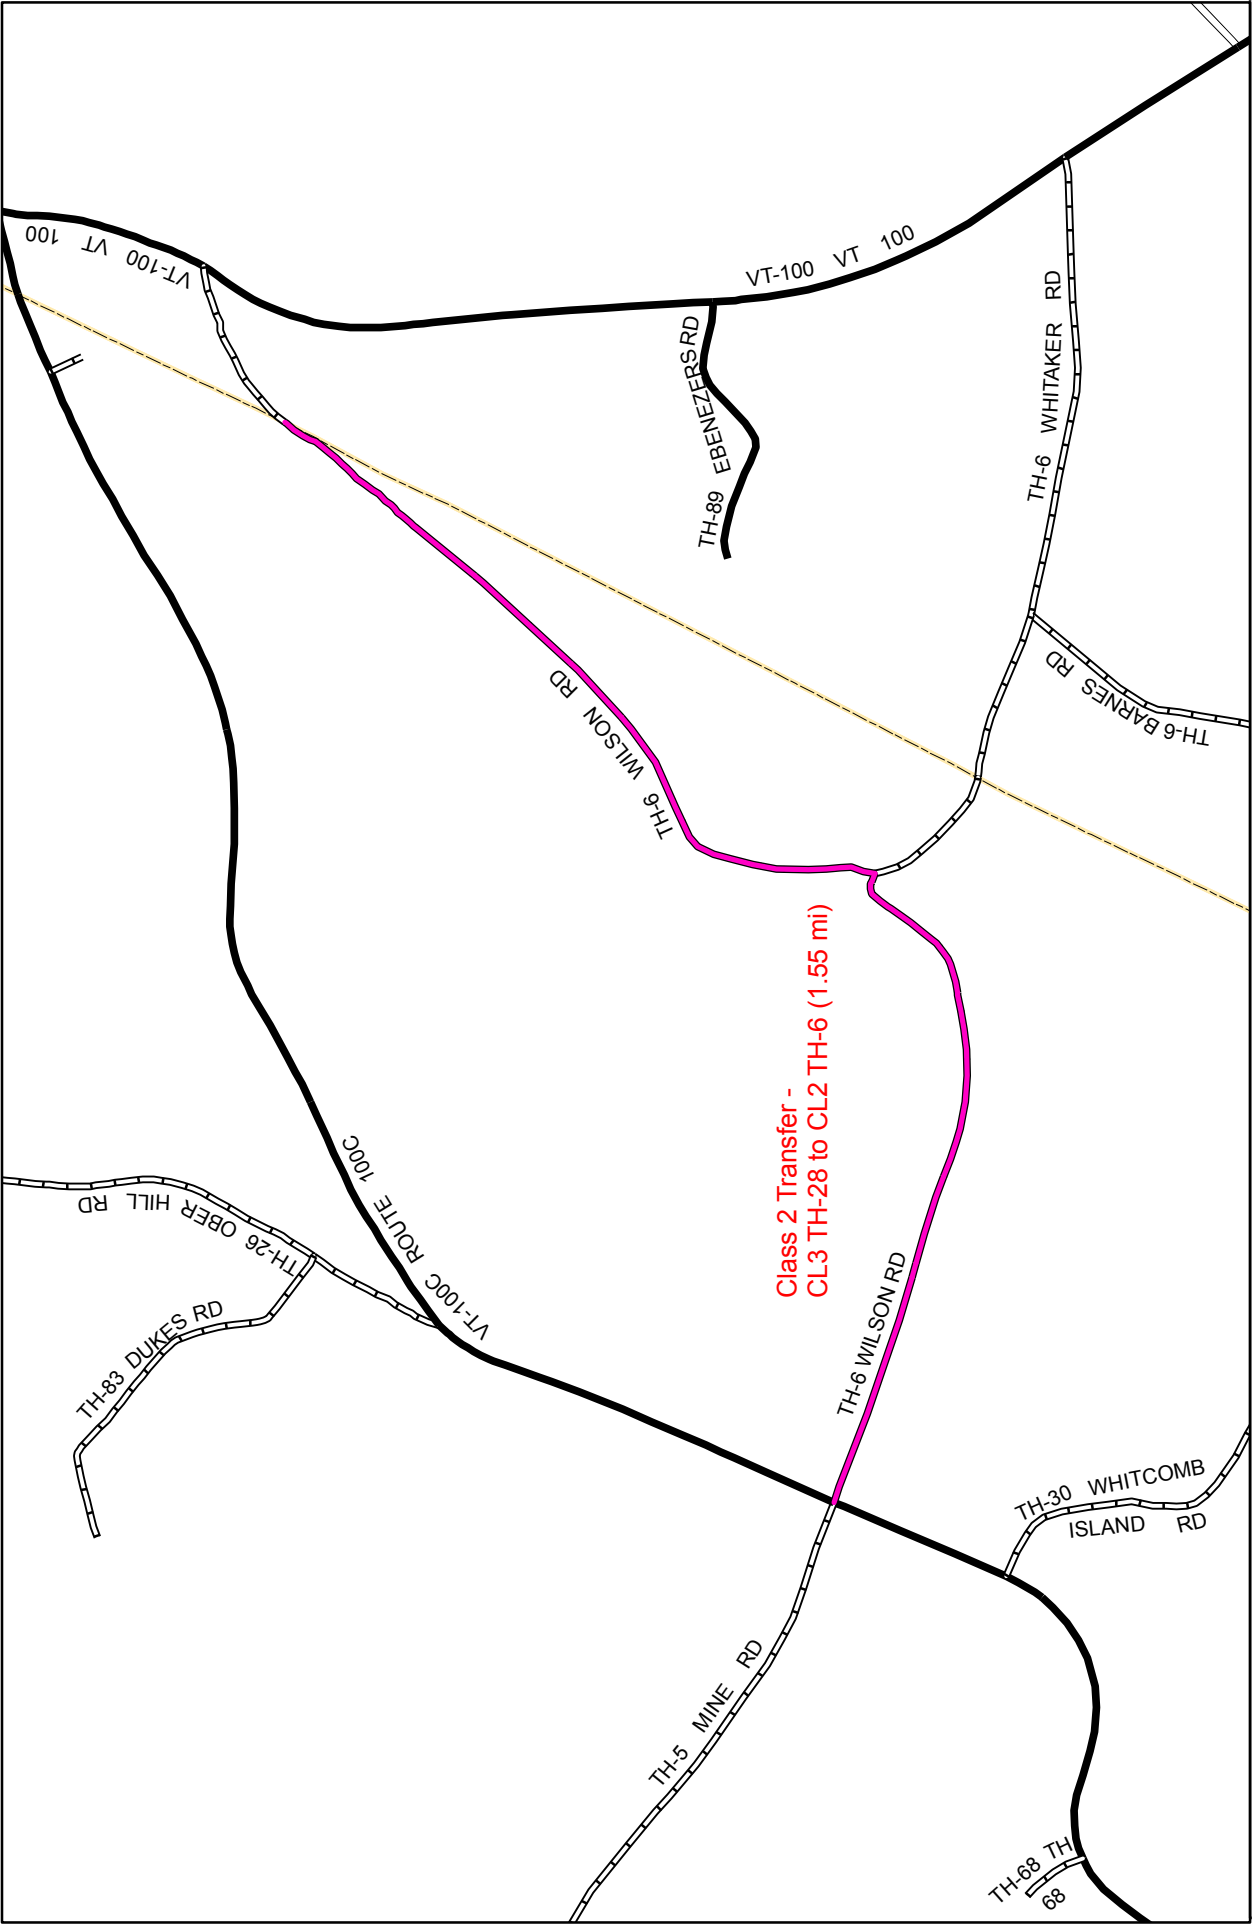 VT-100 VT 100
VT-100 VT 100
TH-89 EBENEZERS RD
TH-6 WHITAKER RD
TH-6 BARNES RD
TH-6 WILSON RD
Class 2 Transfer -
CL3 TH-28 to CL2 TH-6 (1.55 mi)
VT-100C ROUTE 100C
TH-26 OBER HILL RD
TH-83 DUKES RD
TH-6 WILSON RD
TH-30 WHITCOMB
ISLAND RD
TH-5 MINE RD
TH-68 TH
68